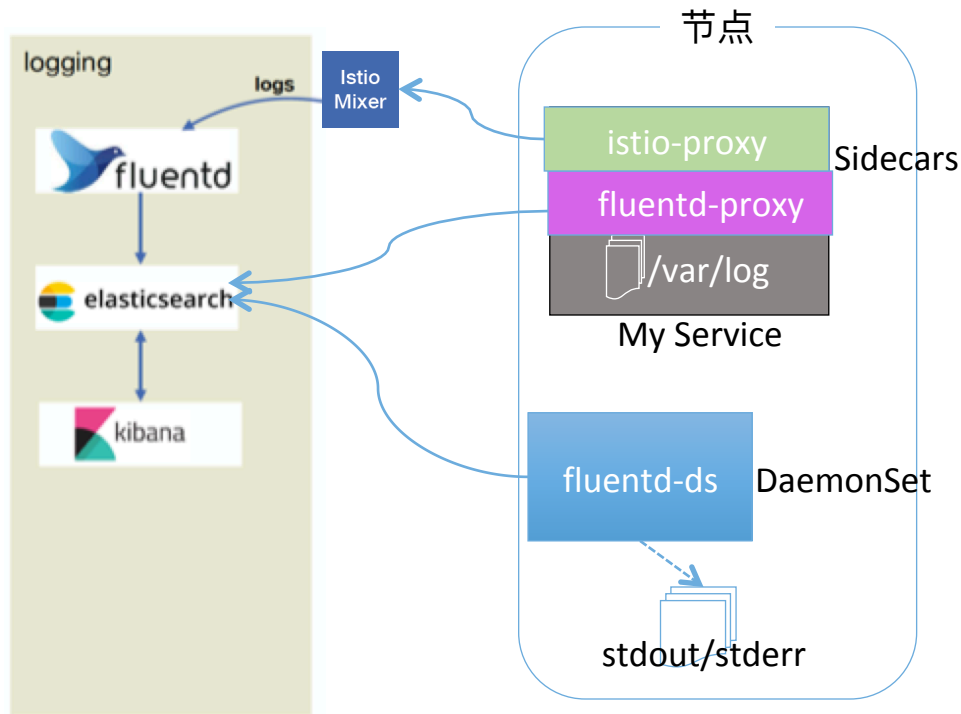 节点
logging
logs
Istio
Mixer
fluentd
elasticsearch
kibana
istio-proxy
Sidecars
fluentd-proxy
/var/log
My Service
fluentd-ds
DaemonSet
stdout/stderr